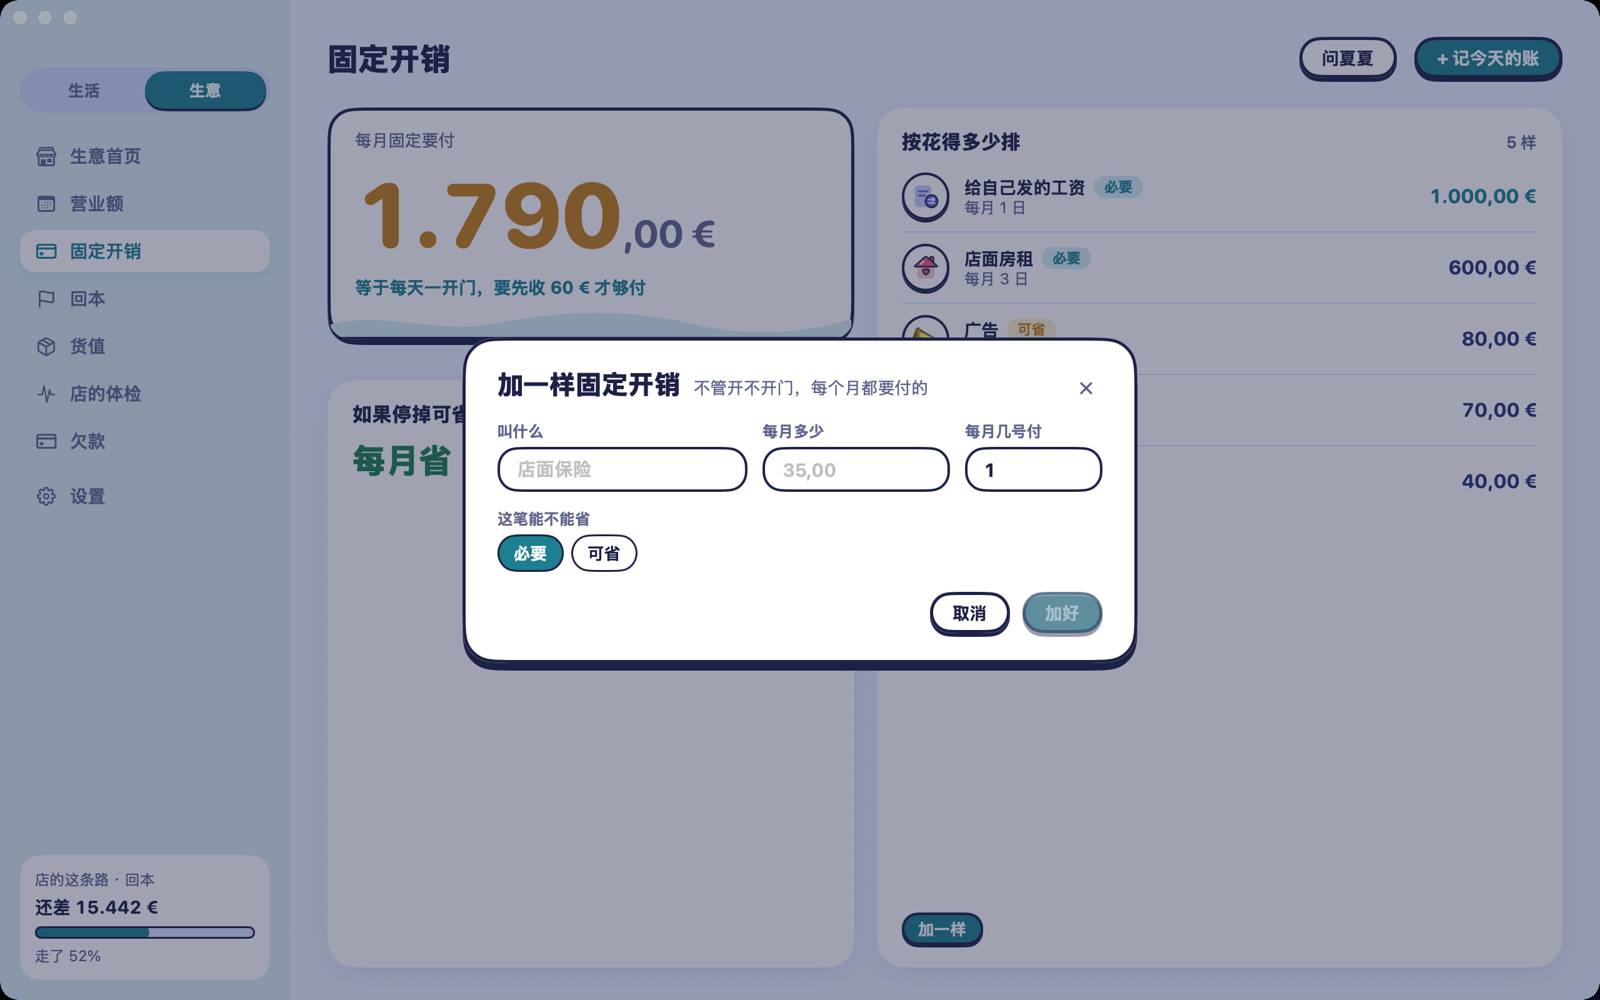 生活
生意
生意首页
营业额
固定开销
回本
货值
店的体检
欠款
设置
店的这条路 · 回本
还差 15.442 €
走了 52%
固定开销
问夏夏
+ 记今天的账
每月固定要付
1.790,00 €
等于每天一开门，要先收 60 € 才够付
如果停掉可省
每月省
按花得多少排
5 样
给自己发的工资 必要
每月 1 日
1.000,00 €
店面房租 必要
每月 3 日
600,00 €
广告 可省
80,00 €
70,00 €
40,00 €
加一样
加一样固定开销 不管开不开门，每个月都要付的
×
叫什么
店面保险
每月多少
35,00
每月几号付
1
这笔能不能省
必要
可省
取消
加好